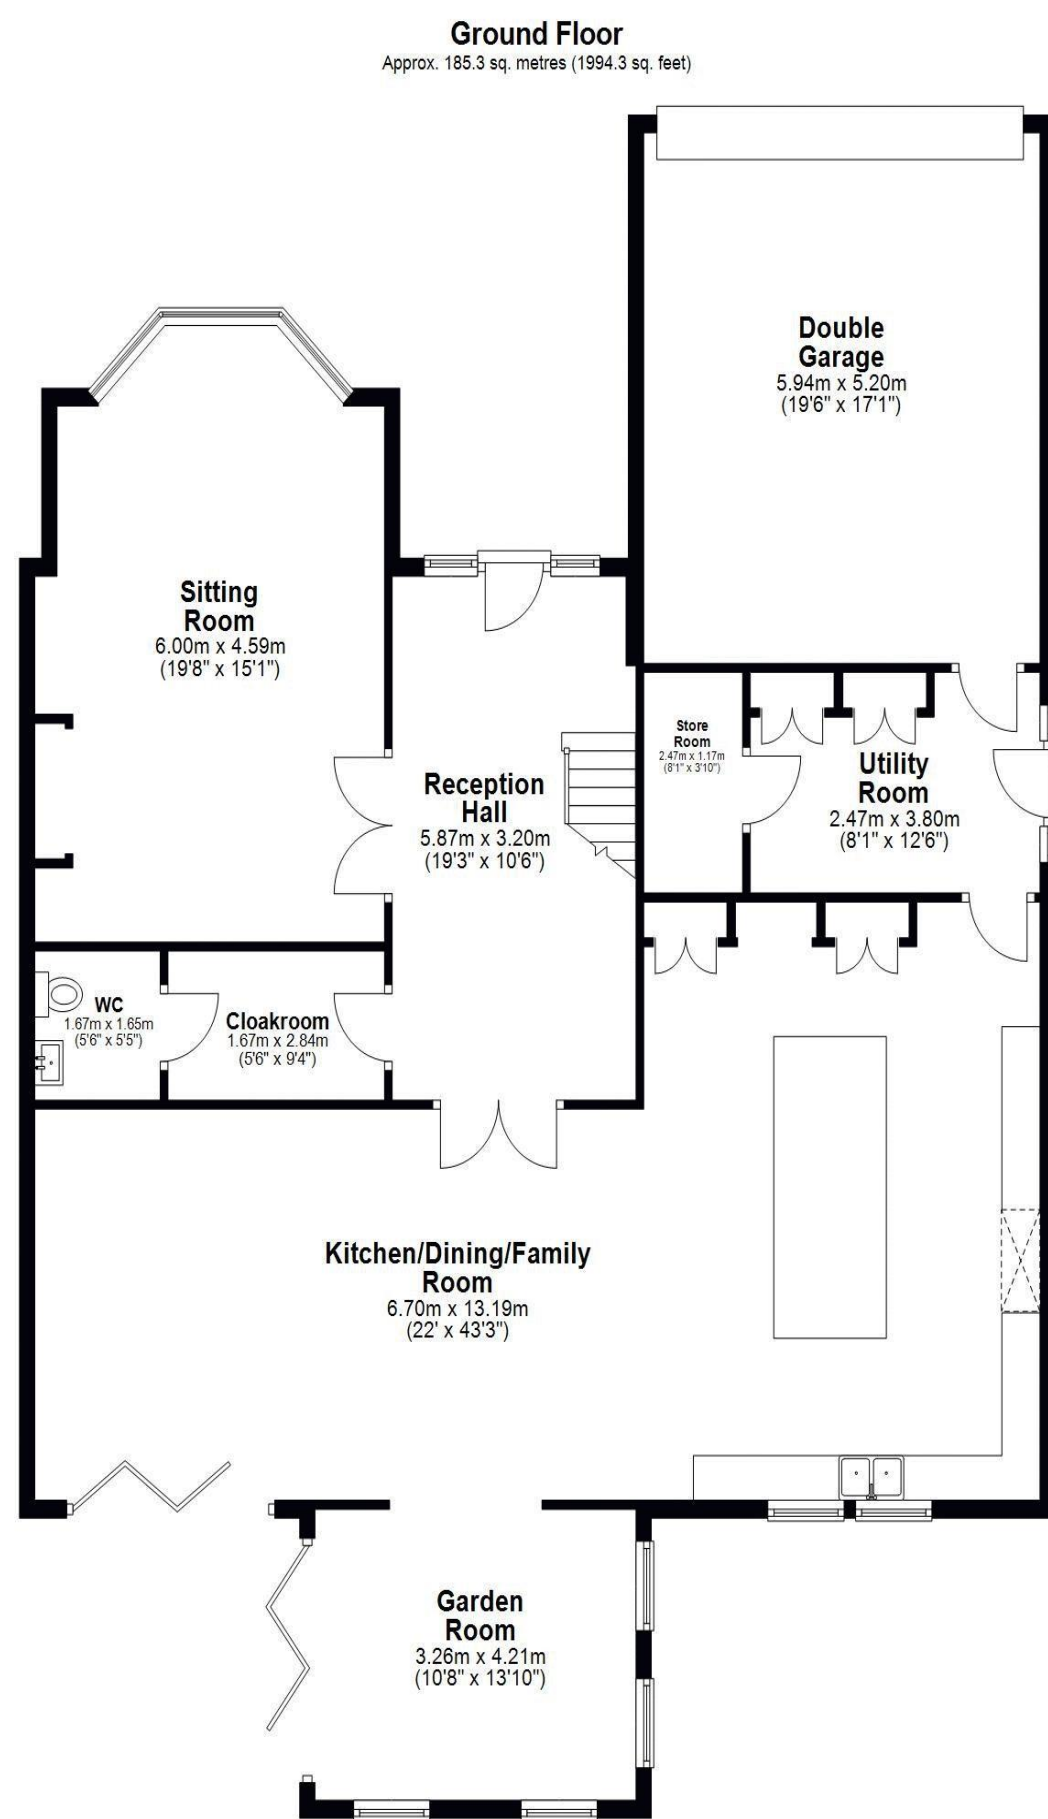 Ground Floor
Approx. 185.3 sq. metres (1994.3 sq. feet)
Double
Garage
5.94m x 5.20m
(19'6" x 17'1")
Sitting
Room
6.00m x 4.59m
(19'8" x 15'1")
Reception
Hall
5.87m x 3.20m
(19'3" x 10'6")
Store
Room
2.47m x 1.17m
(8'1" x 3'10")
Utility
Room
2.47m x 3.80m
(8'1" x 12'6")
WC
1.67m x 1.65m
(5'6" x 5'5")
Cloakroom
1.67m x 2.84m
(5'6" x 9'4")
Kitchen/Dining/Family
Room
6.70m x 13.19m
(22' x 43'3")
Garden
Room
3.26m x 4.21m
(10'8" x 13'10")